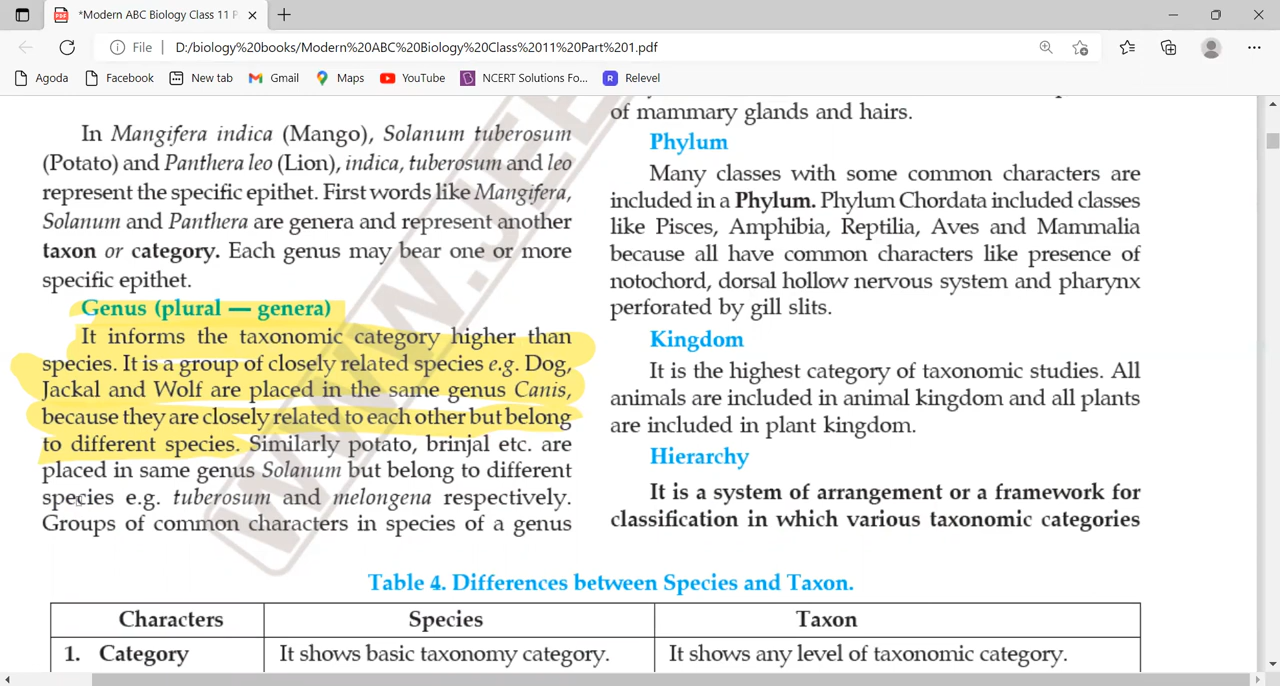 *Modern ABC Biology Class 11 P
File
D:/biology%20books/Modern%20ABC%20Biology%20Class%2011%20Part%201.pdf
Agoda
Facebook
New tab
Gmail
Maps
YouTube
NCERT Solutions Fo...
Relevel
In Mangifera indica (Mango), Solanum tuberosum
(Potato) and Panthera leo (Lion), indica, tuberosum and leo
represent the specific epithet. First words like Mangifera,
Solanum and Panthera are genera and represent another
taxon or category. Each genus may bear one or more
specific epithet.
Genus (plural — genera)
It informs the taxonomic category higher than
species. It is a group of closely related species e.g. Dog,
Jackal and Wolf are placed in the same genus Canis,
because they are closely related to each other but belong
to different species. Similarly potato, brinjal etc. are
placed in same genus Solanum but belong to different
species e.g. tuberosum and melongena respectively.
Groups of common characters in species of a genus
of mammary glands and hairs.
Phylum
Many classes with some common characters are
included in a Phylum. Phylum Chordata included classes
like Pisces, Amphibia, Reptilia, Aves and Mammalia
because all have common characters like presence of
notochord, dorsal hollow nervous system and pharynx
perforated by gill slits.
Kingdom
It is the highest category of taxonomic studies. All
animals are included in animal kingdom and all plants
are included in plant kingdom.
Hierarchy
It is a system of arrangement or a framework for
classification in which various taxonomic categories
WWW.JEE
Table 4. Differences between Species and Taxon.
Characters
Species
Taxon
1. Category
It shows basic taxonomy category.
It shows any level of taxonomic category.